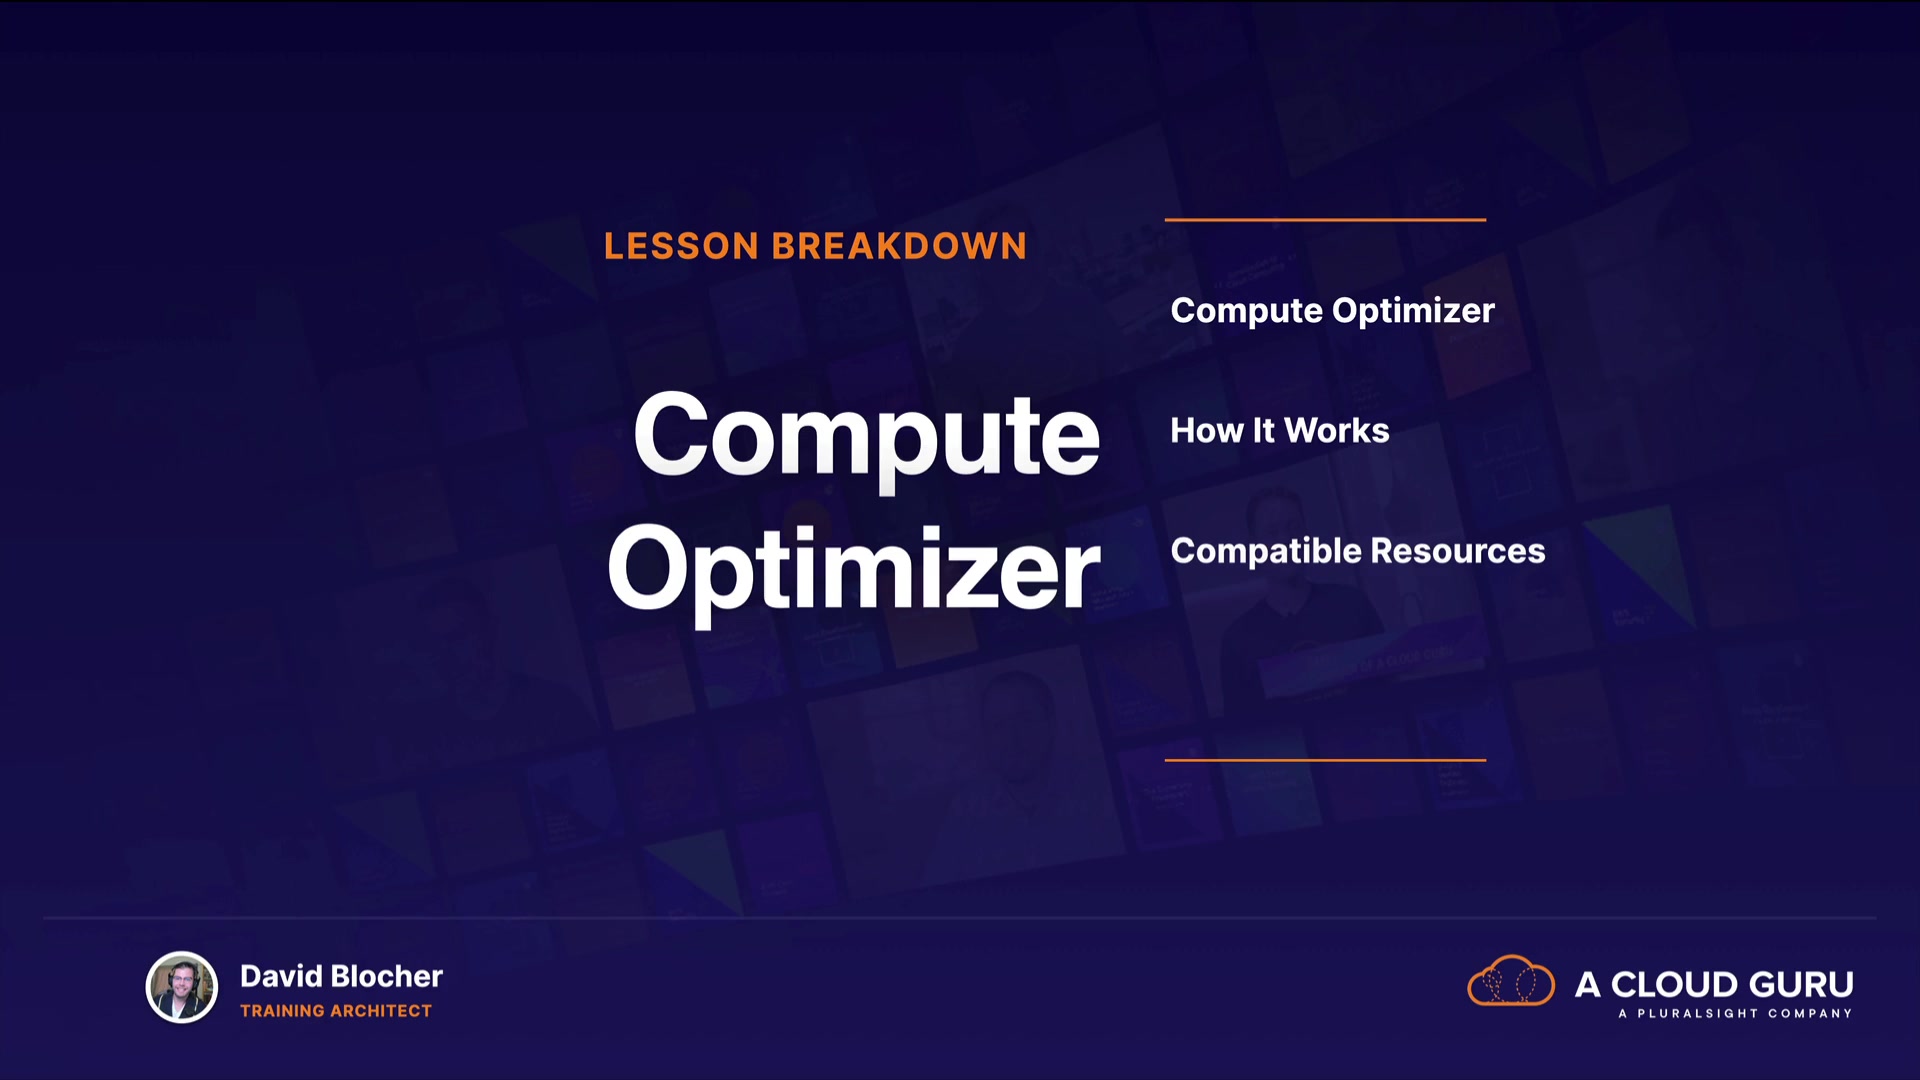 LESSON BREAKDOWN
Compute
Optimizer
Compute Optimizer
How It Works
Compatible Resources
David Blocher
TRAINING ARCHITECT
A CLOUD GURU
A PLURALSIGHT COMPANY